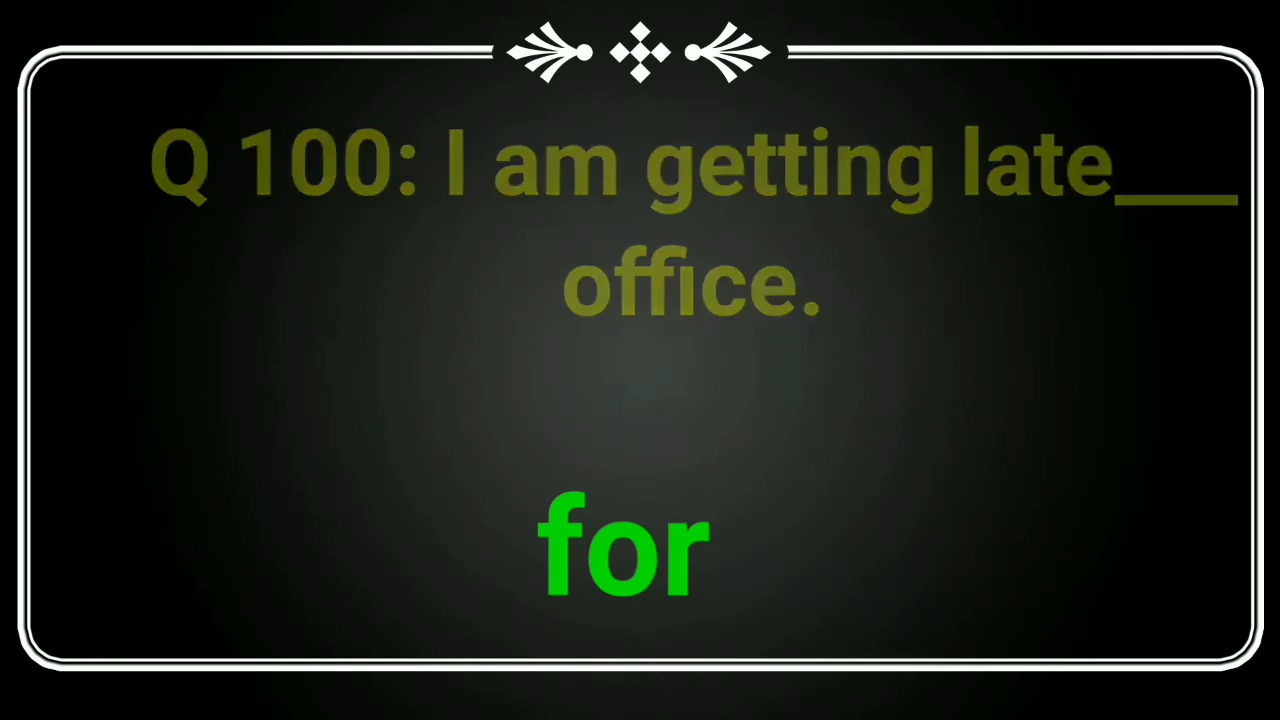 Q 100: I am getting late___
office.
for